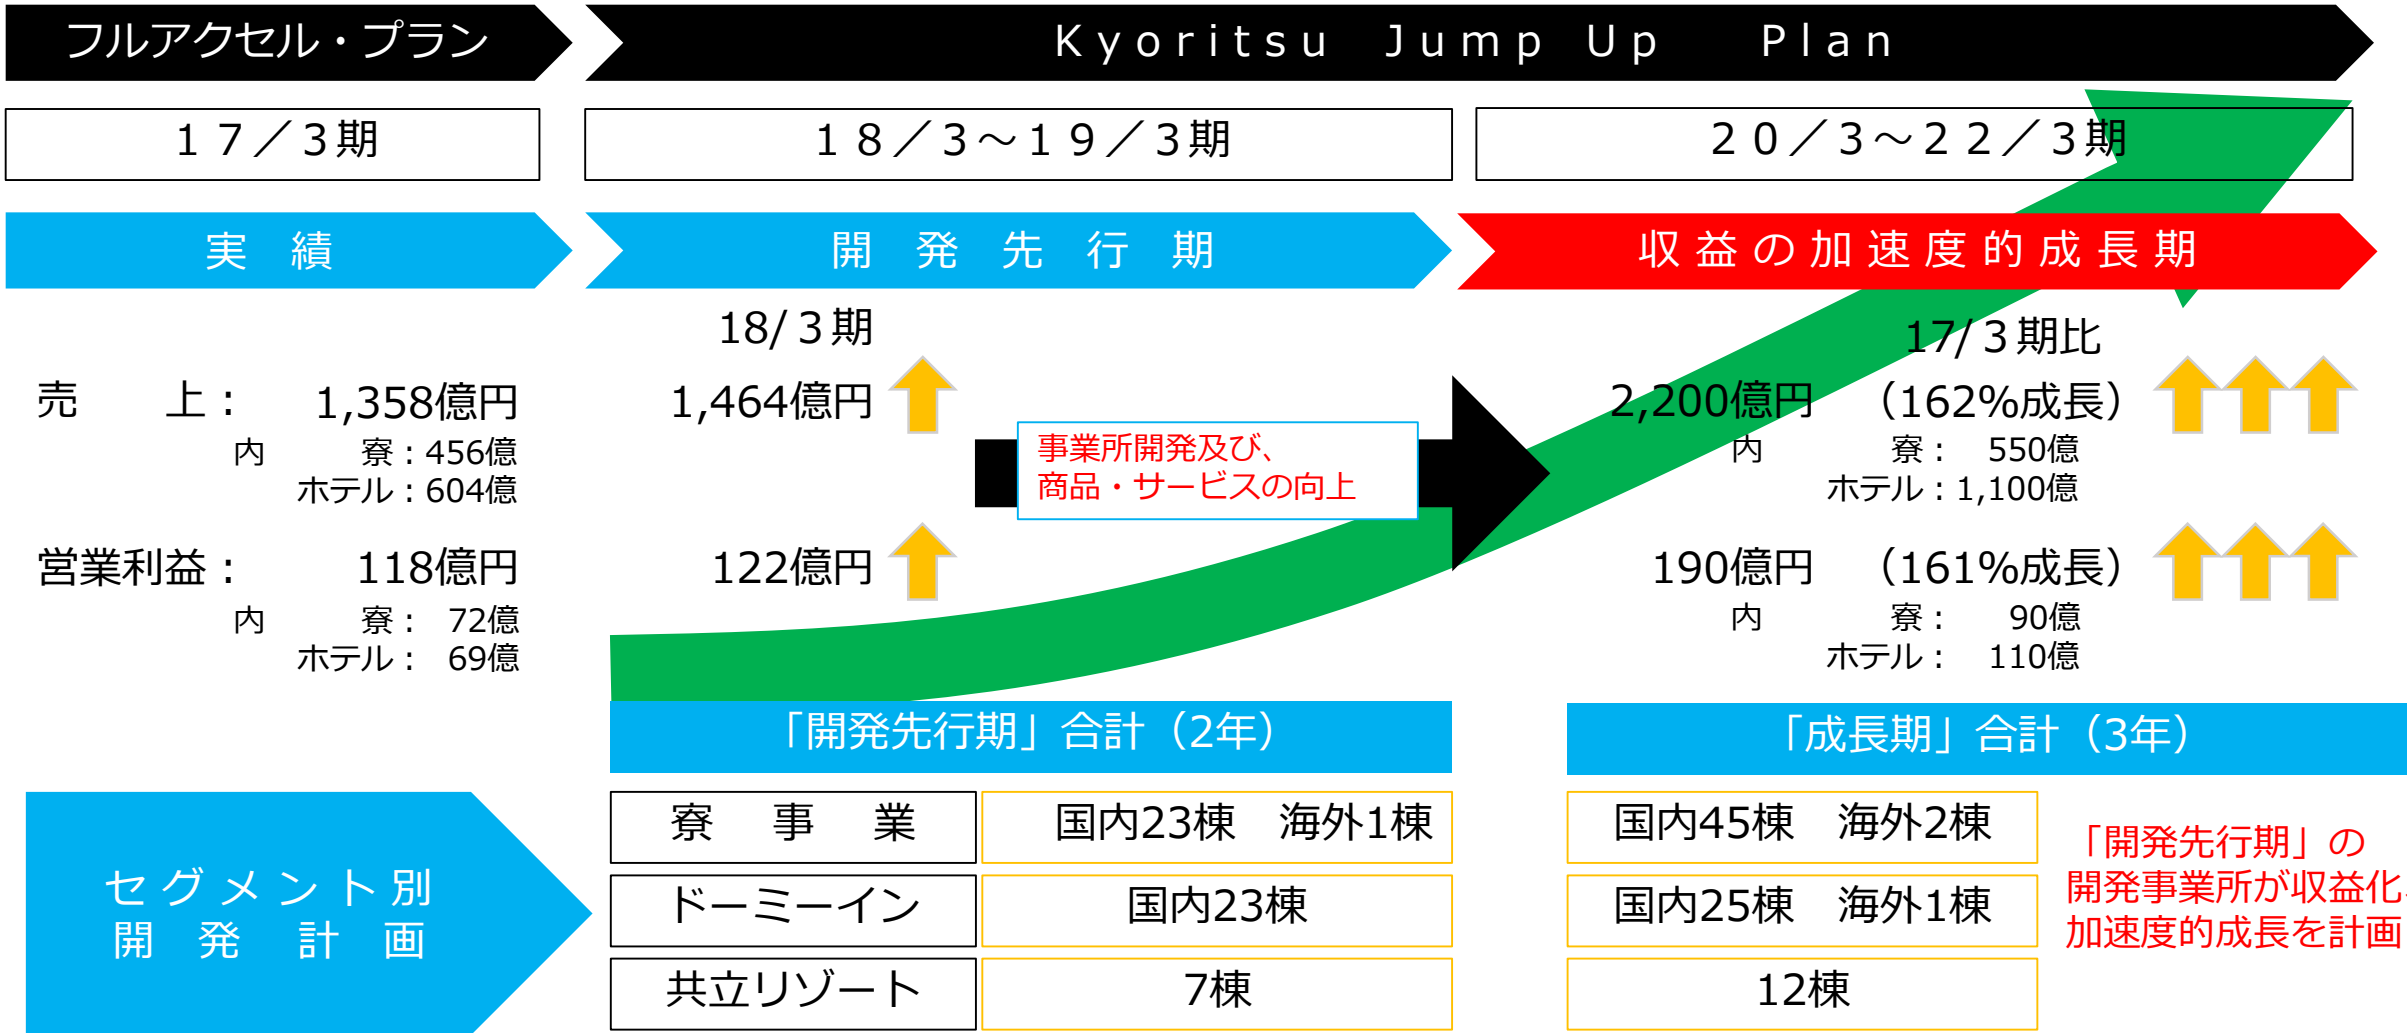 フルアクセル・プラン
Kyoritsu Jump Up Plan
１７／３期
１８／３～１９／３期
２０／３～２２／３期
実 績
開 発 先 行 期
収益の加速度的成長期
18/３期
17/３期比
売 上： 1,358億円
1,464億円
2,200億円 （162%成長）
内 寮：456億
ホテル：604億
事業所開発及び、
商品・サービスの向上
内 寮： 550億
ホテル：1,100億
営業利益： 118億円
122億円
190億円 （161%成長）
内 寮： 72億
ホテル： 69億
内 寮： 90億
ホテル： 110億
「開発先行期」合計（2年）
「成長期」合計（3年）
セグメント別
開 発 計 画
寮 事 業
国内23棟 海外1棟
国内45棟 海外2棟
ドーミーイン
国内23棟
国内25棟 海外1棟
共立リゾート
7棟
12棟
「開発先行期」の
開発事業所が収益化
加速度的成長を計画